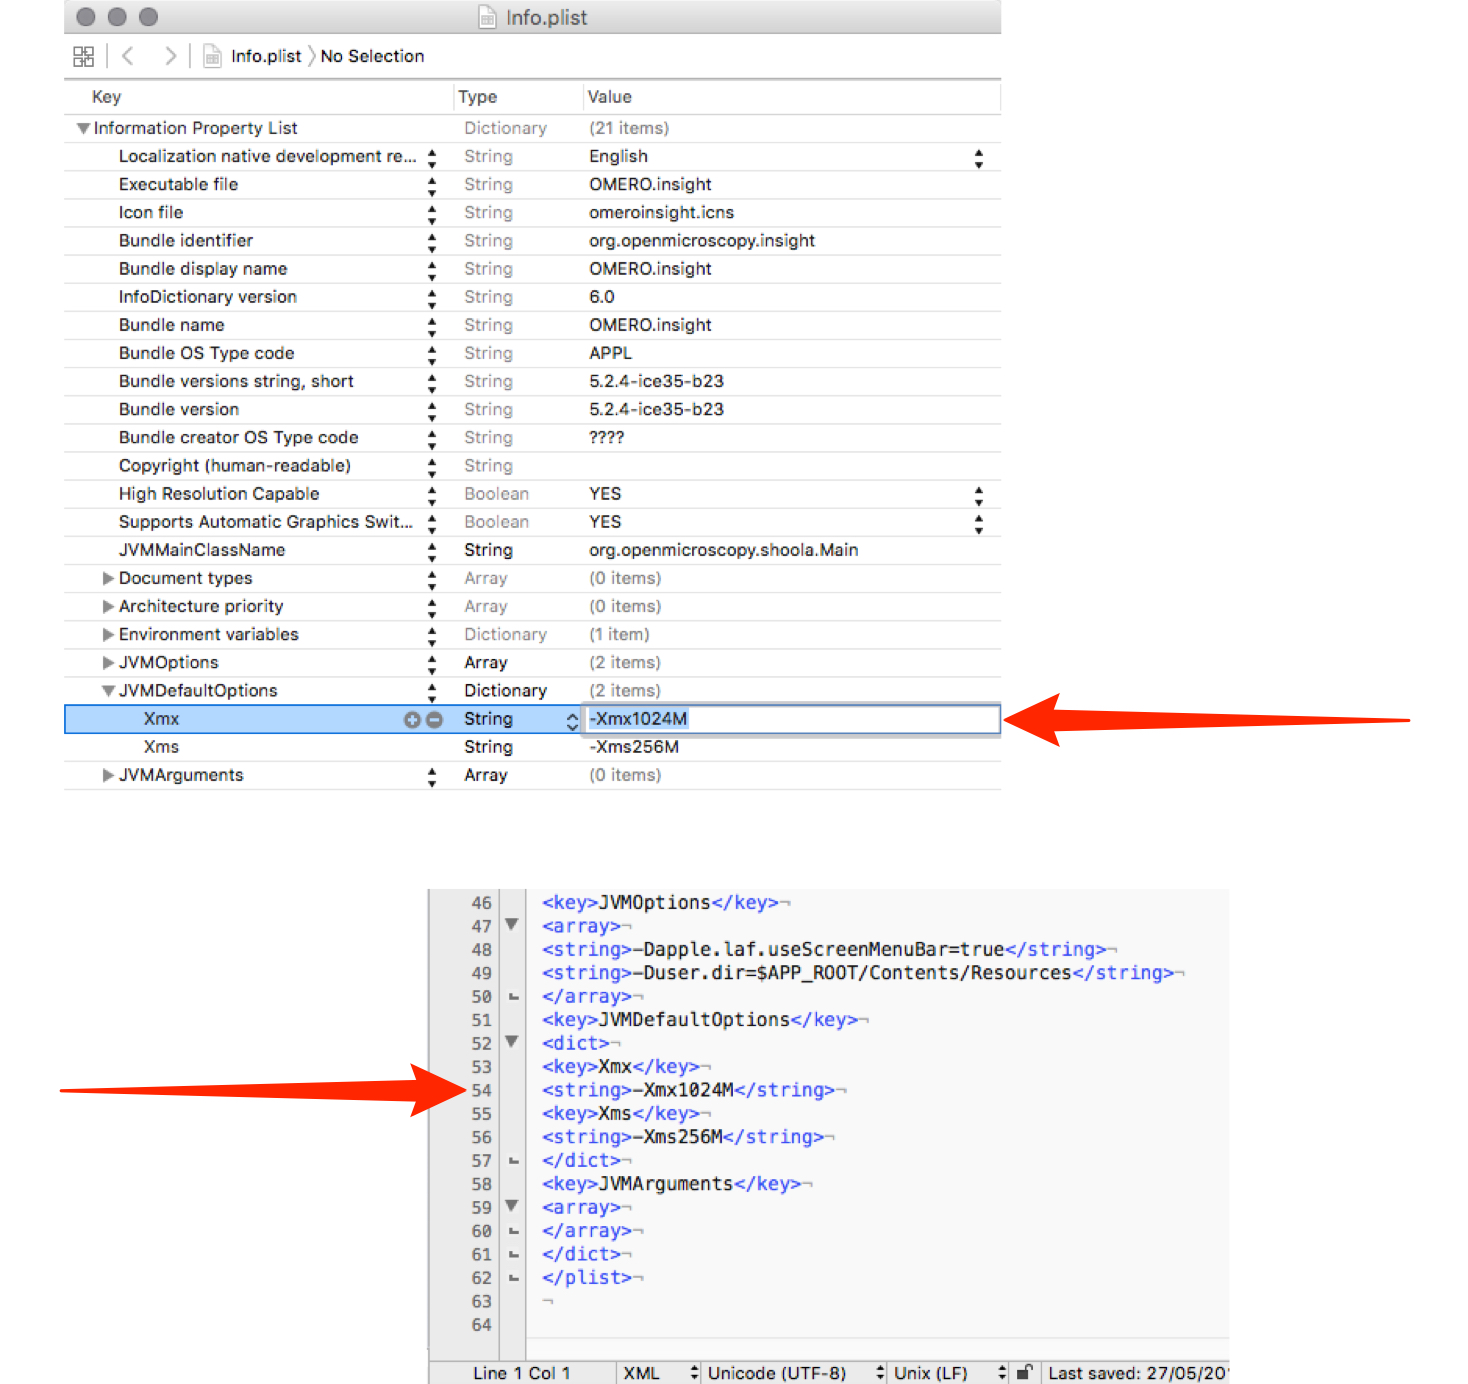 Info.plist
Info.plist 〉 No Selection
Key Type Value
Information Property List Dictionary (21 items)
Localization native development re... String English
Executable file String OMERO.insight
Icon file String omeroinsight.icns
Bundle identifier String org.openmicroscopy.insight
Bundle display name String OMERO.insight
InfoDictionary version String 6.0
Bundle name String OMERO.insight
Bundle OS Type code String APPL
Bundle versions string, short String 5.2.4-ice35-b23
Bundle version String 5.2.4-ice35-b23
Bundle creator OS Type code String ????
Copyright (human-readable) String
High Resolution Capable Boolean YES
Supports Automatic Graphics Swit... Boolean YES
JVMMainClassName String org.openmicroscopy.shoola.Main
Document types Array (0 items)
Architecture priority Array (0 items)
Environment variables Dictionary (1 item)
JVMOptions Array (2 items)
JVMDefaultOptions Dictionary (2 items)
Xmx String -Xmx1024M
Xms String -Xms256M
JVMArguments Array (0 items)
46 <key>JVMOptions</key>¬
47 <array>¬
48 <string>-Dapple.laf.useScreenMenuBar=true</string>¬
49 <string>-Duser.dir=$APP_ROOT/Contents/Resources</string>¬
50 </array>¬
51 <key>JVMDefaultOptions</key>¬
52 <dict>¬
53 <key>Xmx</key>¬
54 <string>-Xmx1024M</string>¬
55 <key>Xms</key>¬
56 <string>-Xms256M</string>¬
57 </dict>¬
58 <key>JVMArguments</key>¬
59 <array>¬
60 </array>¬
61 </dict>¬
62 </plist>¬
63 ¬
64
Line 1 Col 1 XML Unicode (UTF-8) Unix (LF) Last saved: 27/05/20